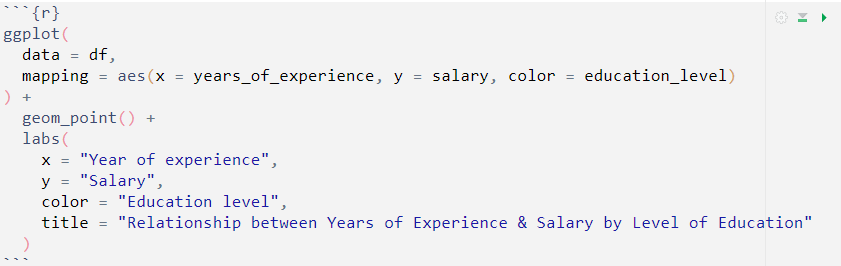 ```{r}
ggplot(
  data = df,
  mapping = aes(x = years_of_experience, y = salary, color = education_level)
) +
  geom_point() +
  labs(
    x = "Year of experience",
    y = "Salary",
    color = "Education level",
    title = "Relationship between Years of Experience & Salary by Level of Education"
  )
```